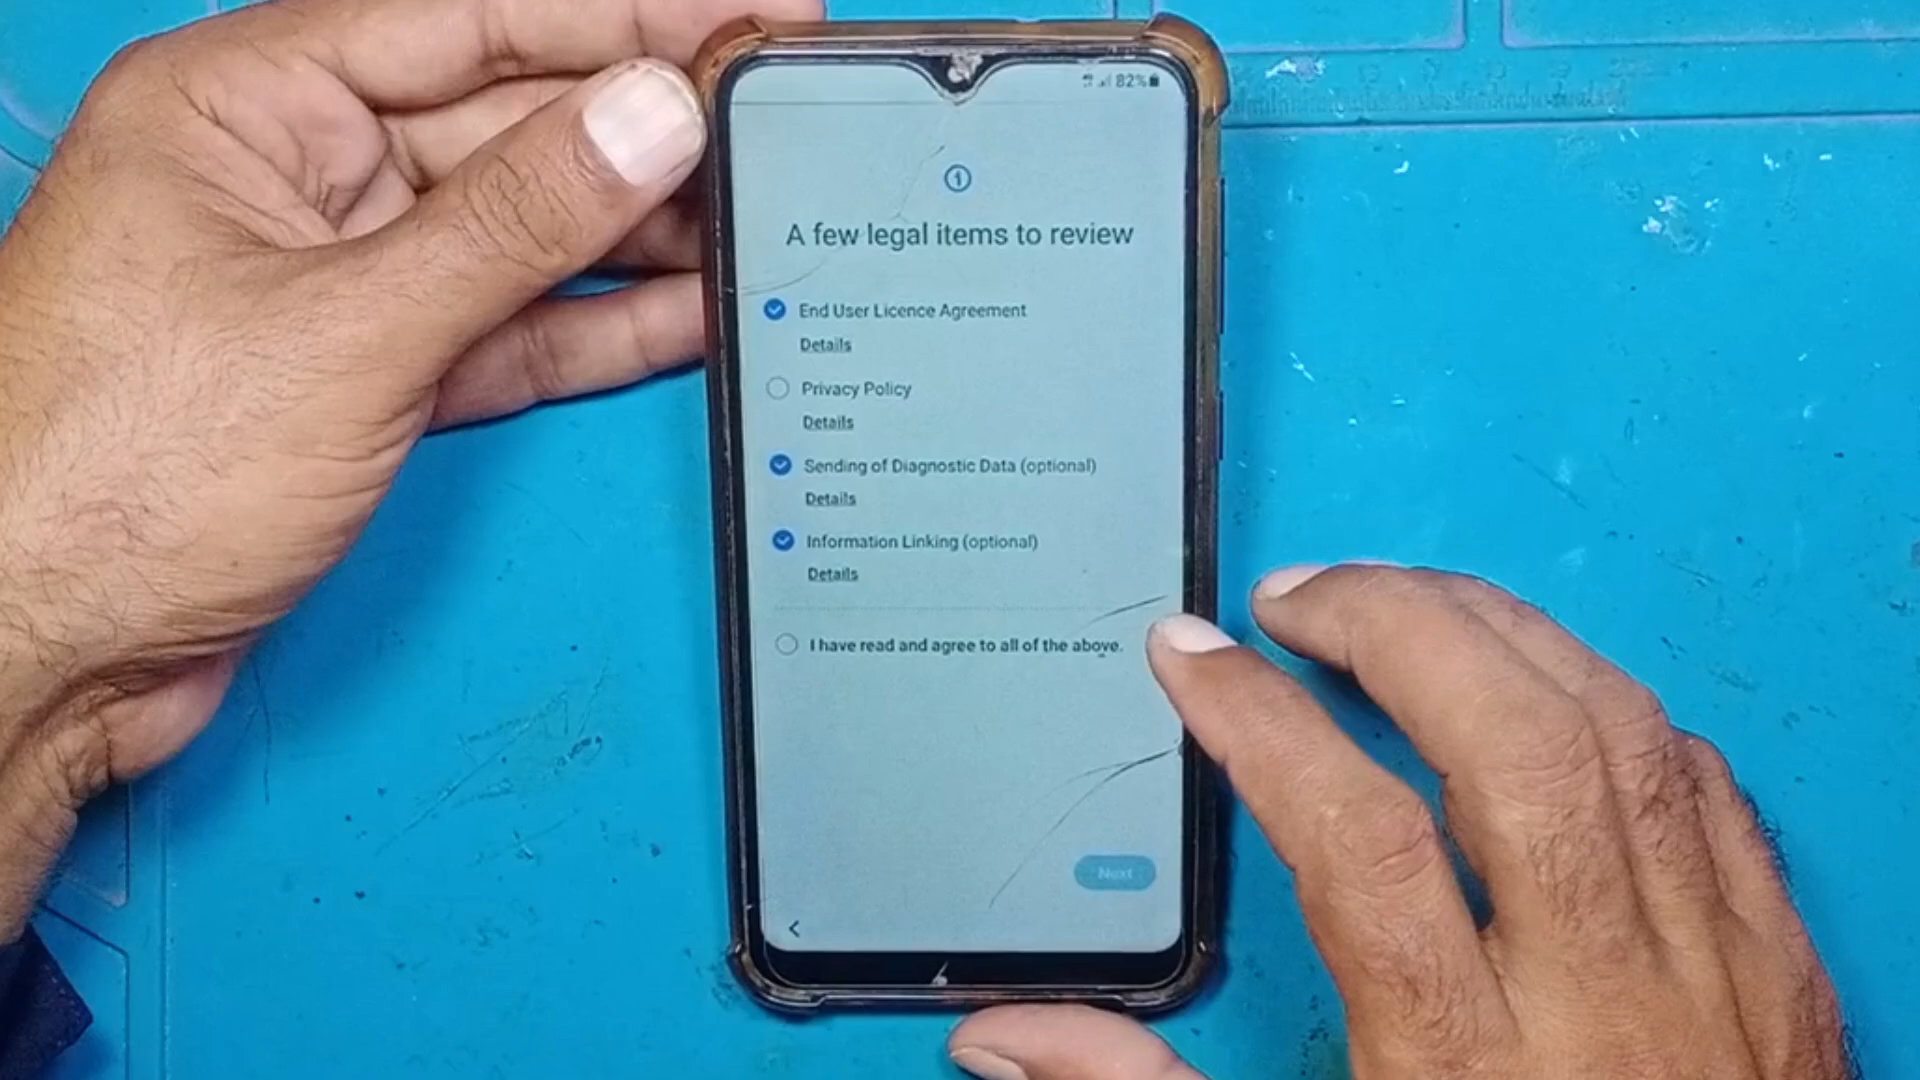 82%
A few legal items to review
End User Licence Agreement
Details
Privacy Policy
Details
Sending of Diagnostic Data (optional)
Details
Information Linking (optional)
Details
I have read and agree to all of the above.
Next